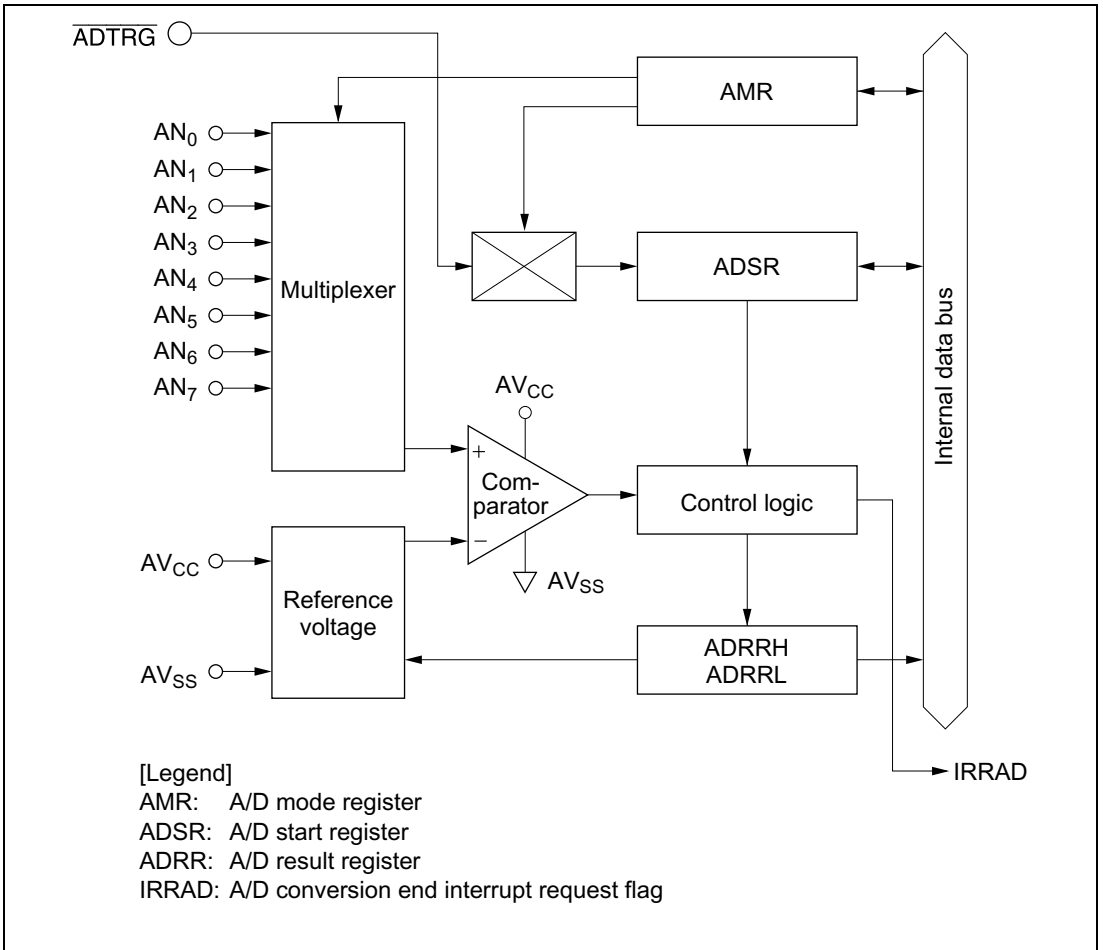 ADTRG
AMR
AN0
AN1
AN2
AN3
AN4
AN5
AN6
AN7
Multiplexer
ADSR
Internal data bus
AVCC
+
Com-
parator
−
AVSS
Control logic
AVCC
AVSS
Reference
voltage
ADRRH
ADRRL
IRRAD
[Legend]
AMR: A/D mode register
ADSR: A/D start register
ADRR: A/D result register
IRRAD: A/D conversion end interrupt request flag